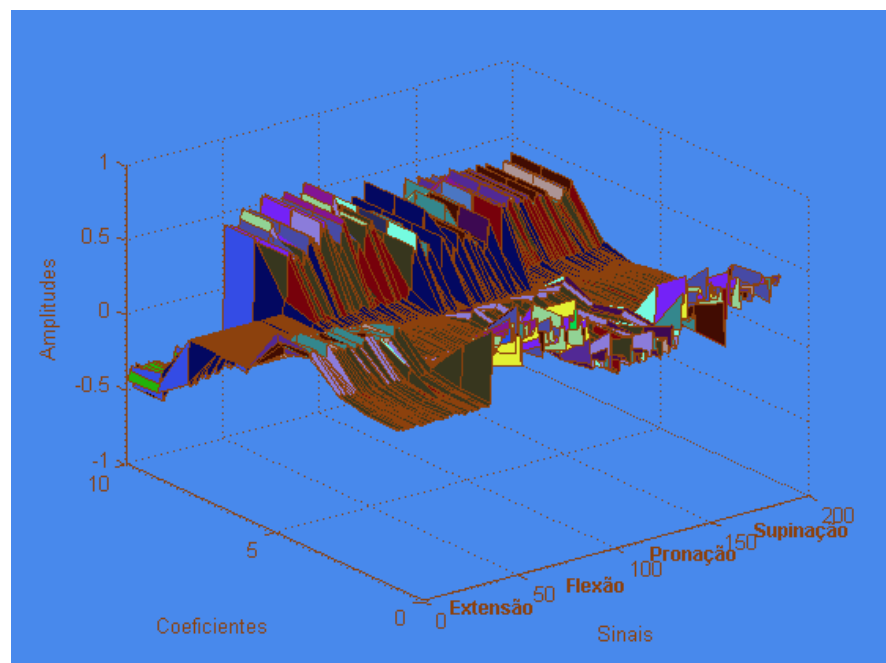 1
0.5
0
-0.5
-1
10
5
0
0
50
100
150
200
Amplitudes
Coeficientes
Sinais
Extensão
Flexão
Pronação
Supinação